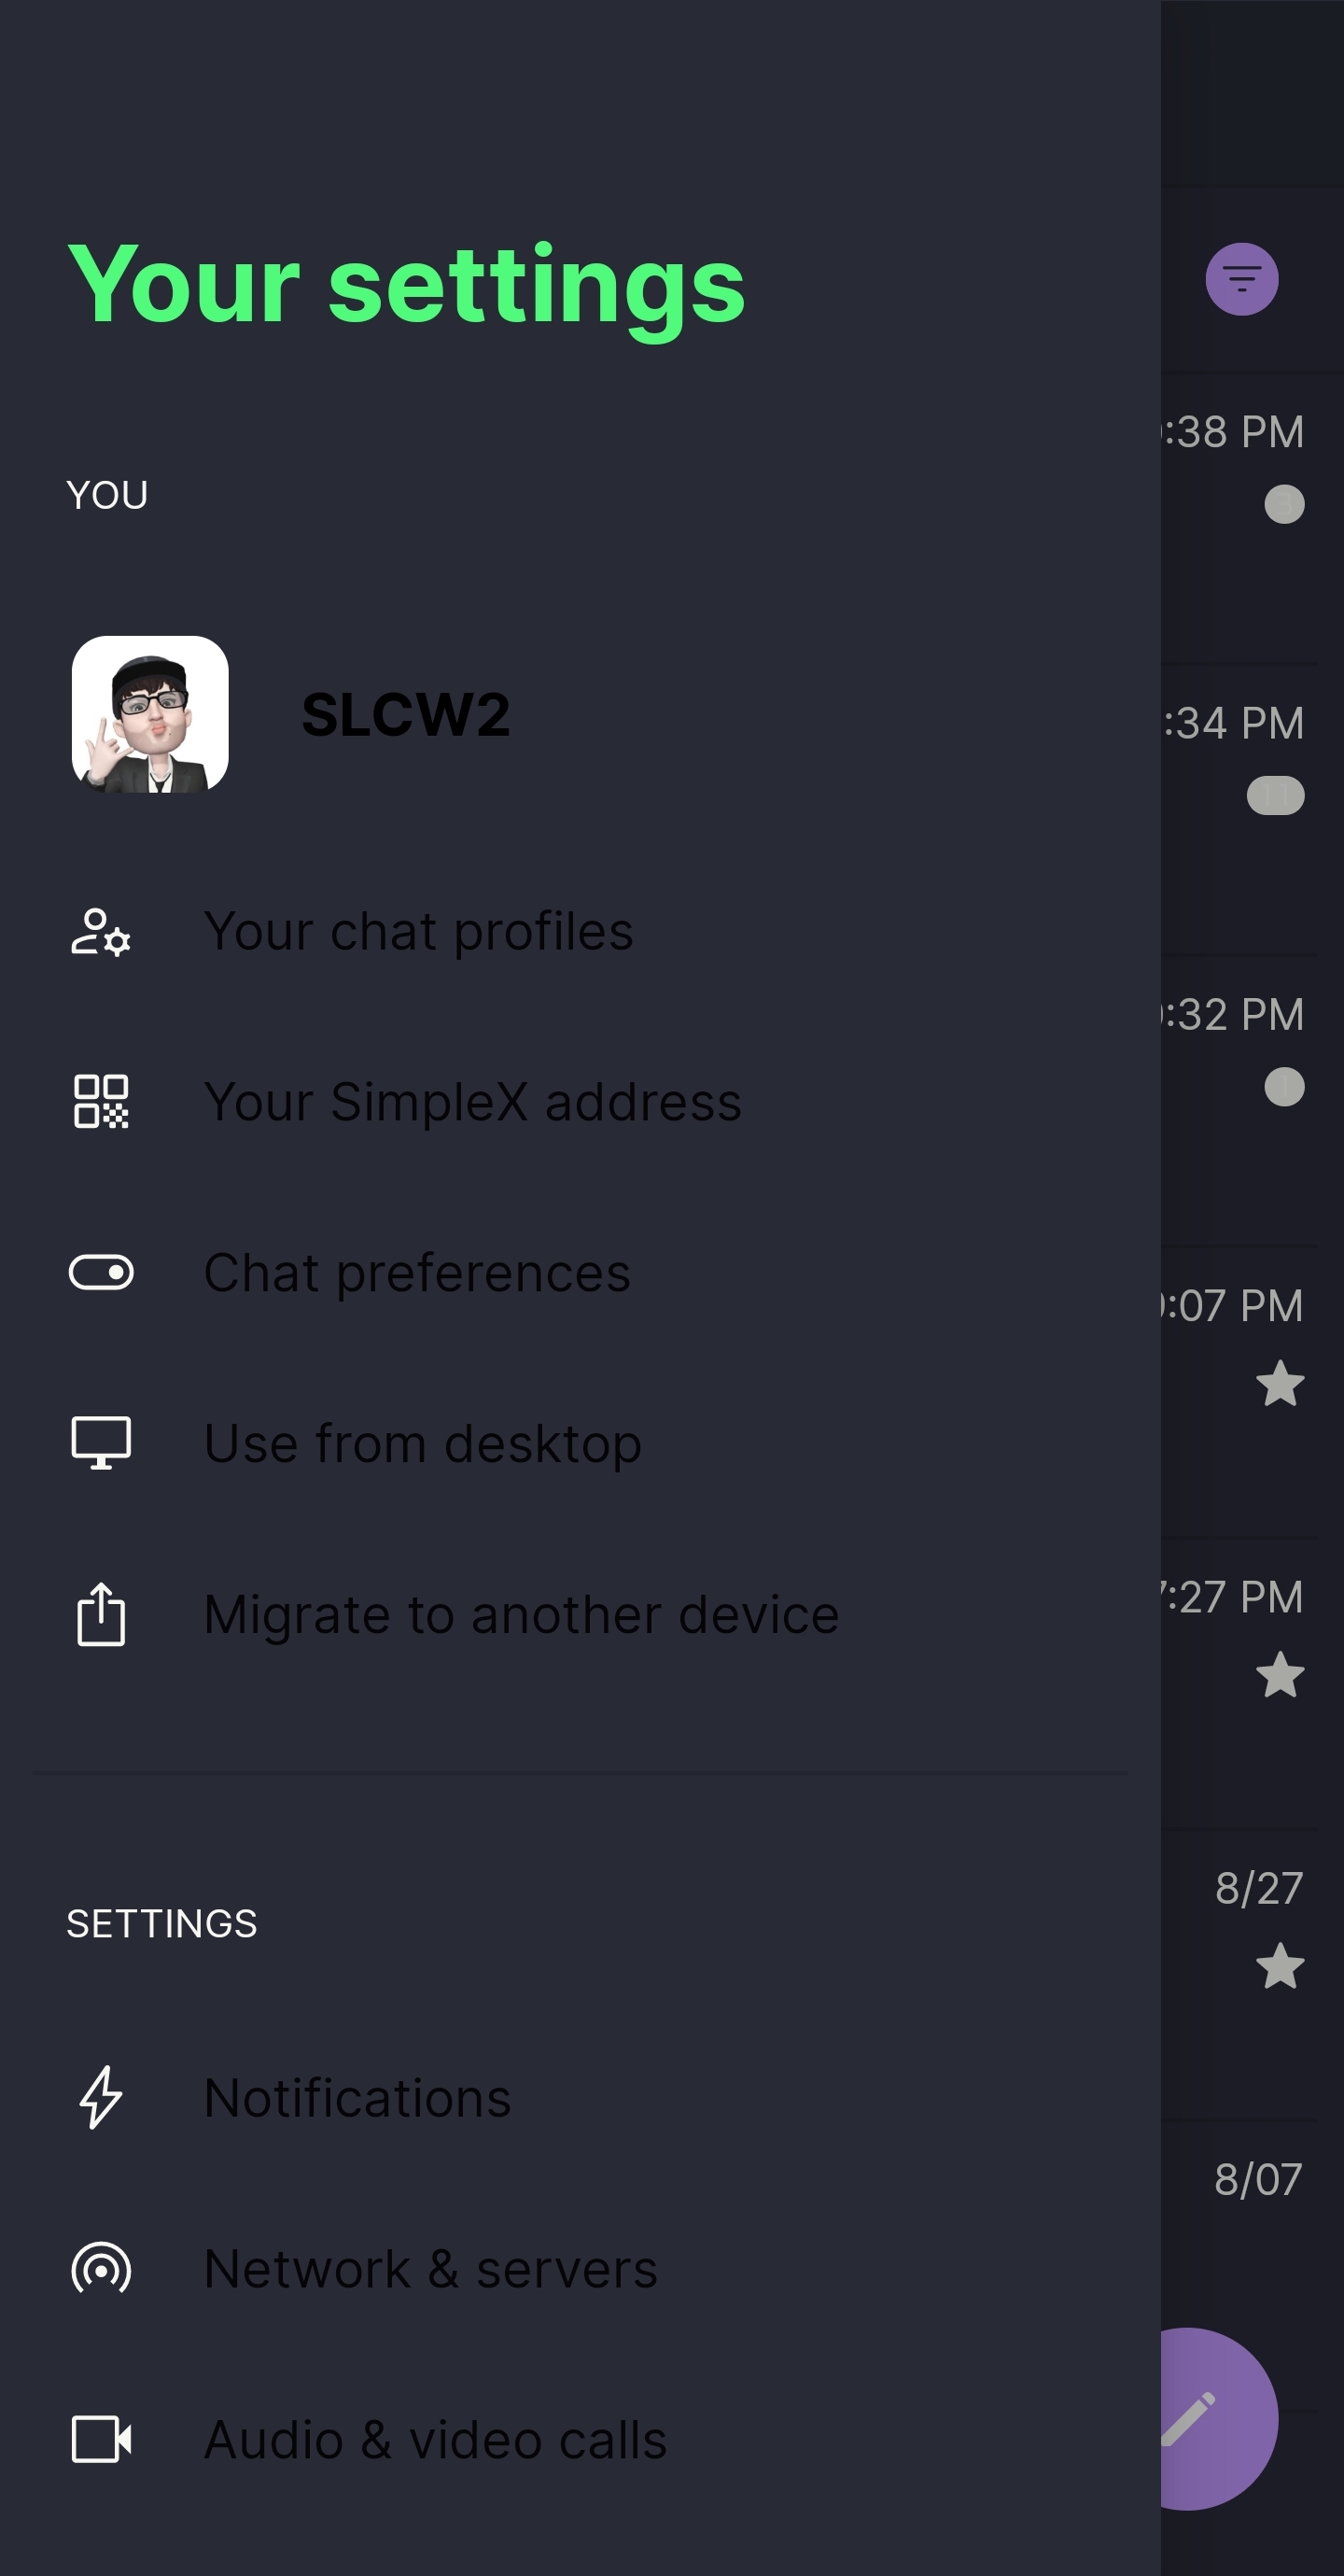 Your settings
YOU
SLCW2
Your chat profiles
Your SimpleX address
Chat preferences
Use from desktop
Migrate to another device
SETTINGS
Notifications
Network & servers
Audio & video calls
:38 PM
:34 PM
11
:32 PM
:07 PM
7:27 PM
8/27
8/07